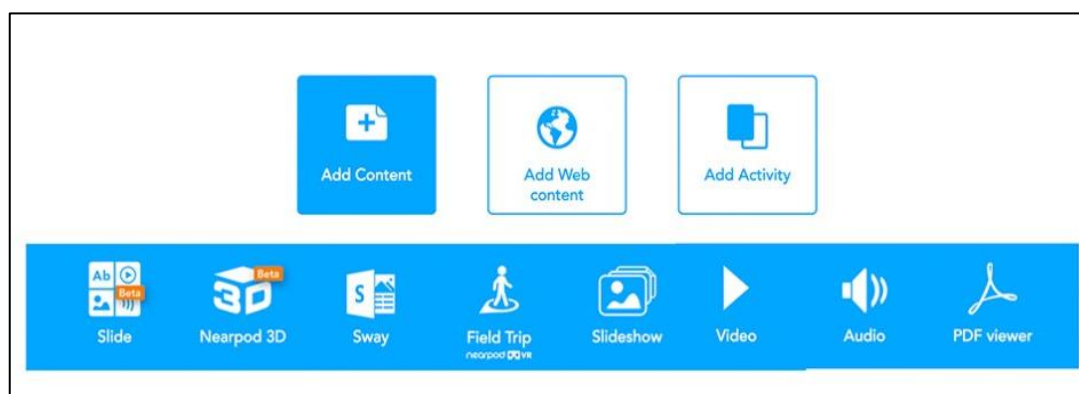 Add Content
Add Web
content
Add Activity
Ab
Beta
Beta
3D
S
Slide
Nearpod 3D
Sway
Field Trip
Slideshow
Video
Audio
PDF viewer
nearpod VR